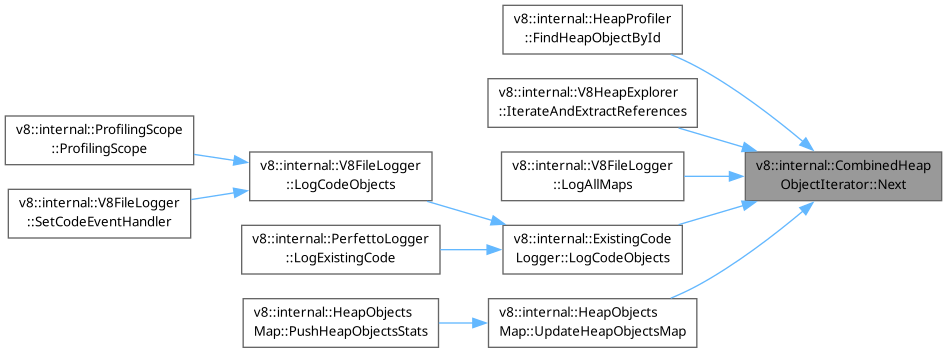 v8::internal::HeapProfiler
::FindHeapObjectById
v8::internal::V8HeapExplorer
::IterateAndExtractReferences
v8::internal::ProfilingScope
::ProfilingScope
v8::internal::V8FileLogger
::LogCodeObjects
v8::internal::V8FileLogger
::LogAllMaps
v8::internal::CombinedHeap
ObjectIterator::Next
v8::internal::V8FileLogger
::SetCodeEventHandler
v8::internal::PerfettoLogger
::LogExistingCode
v8::internal::ExistingCode
Logger::LogCodeObjects
v8::internal::HeapObjects
Map::PushHeapObjectsStats
v8::internal::HeapObjects
Map::UpdateHeapObjectsMap